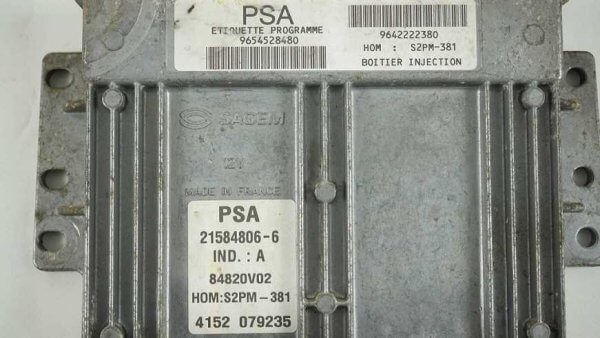 PSA
ETIQUETTE PROGRAMME
9654528480
9642222380
HOM : S2PM-381
BOITIER INJECTION
SAGEM
12V
MADE IN FRANCE
PSA
21584806-6
IND. : A
84820V02
HOM:S2PM-381
4152 079235